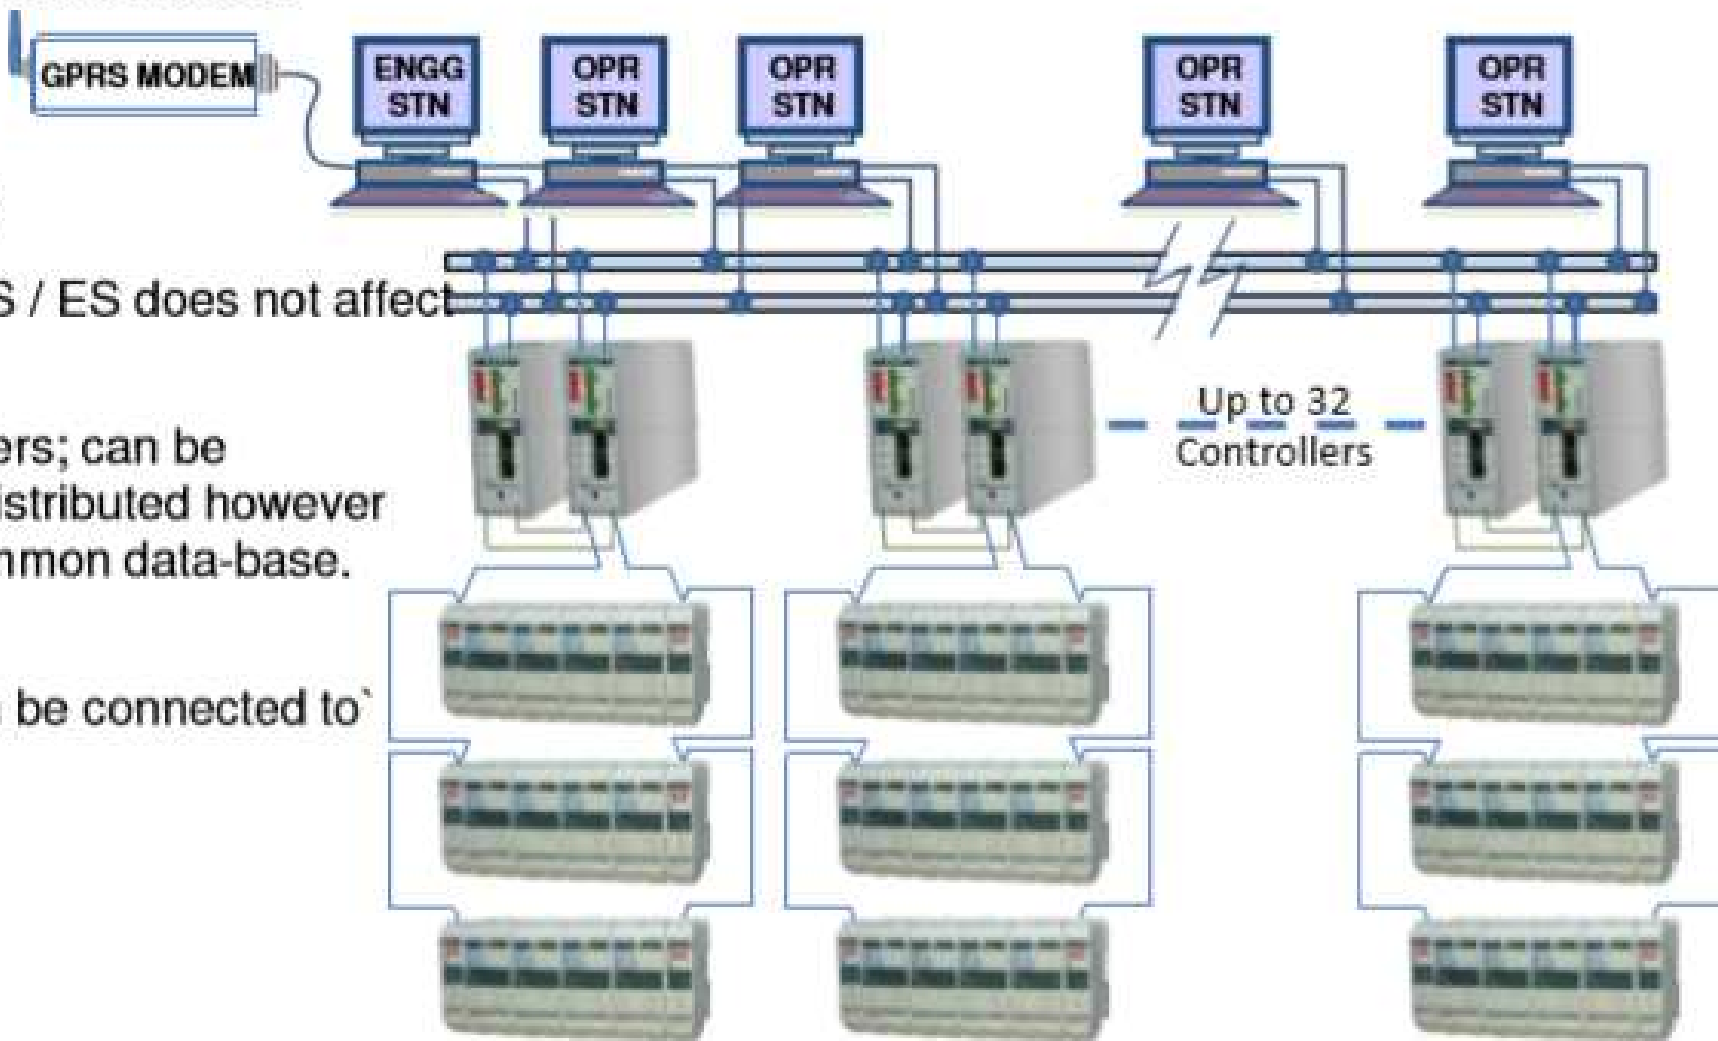 GPRS MODEM
ENGG
STN
OPR
STN
OPR
STN
OPR
STN
OPR
STN
S / ES does not affect
ers; can be
istributed however
mmon data-base.
be connected to`
Up to 32
Controllers